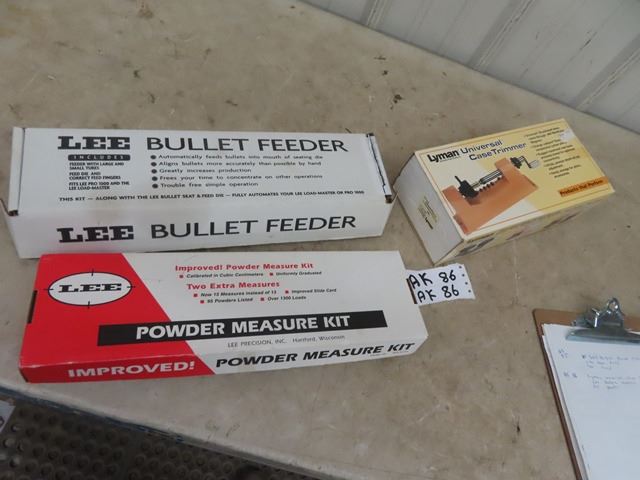 LEE BULLET FEEDER
INCLUDES
FEEDER WITH LARGE AND
SMALL TUBES
FEED DIE AND
CORRECT FEED FINGERS
FITS LEE PRO 1000 AND THE
LEE LOAD-MASTER
● Automatically feeds bullets into mouth of seating die
● Aligns bullets more accurately than possible by hand
● Greatly increases production
● Frees your time to concentrate on other operations
● Trouble free simple operation
THIS KIT — ALONG WITH THE LEE BULLET SEAT & FEED DIE — FULLY AUTOMATES YOUR LEE LOAD-MASTER OR PRO 1000
LEE BULLET FEEDER
Lyman Universal
Case Trimmer
Products That Perform
LEE
Improved! Powder Measure Kit
■ Calibrated in Cubic Centimeters ■ Uniformly Graduated
Two Extra Measures
■ Now 15 Measures instead of 13 ■ Improved Slide Card
■ 95 Powders Listed ■ Over 1300 Loads
POWDER MEASURE KIT
LEE PRECISION, INC. Hartford, Wisconsin
IMPROVED! POWDER MEASURE KIT
AK 86
AK 86